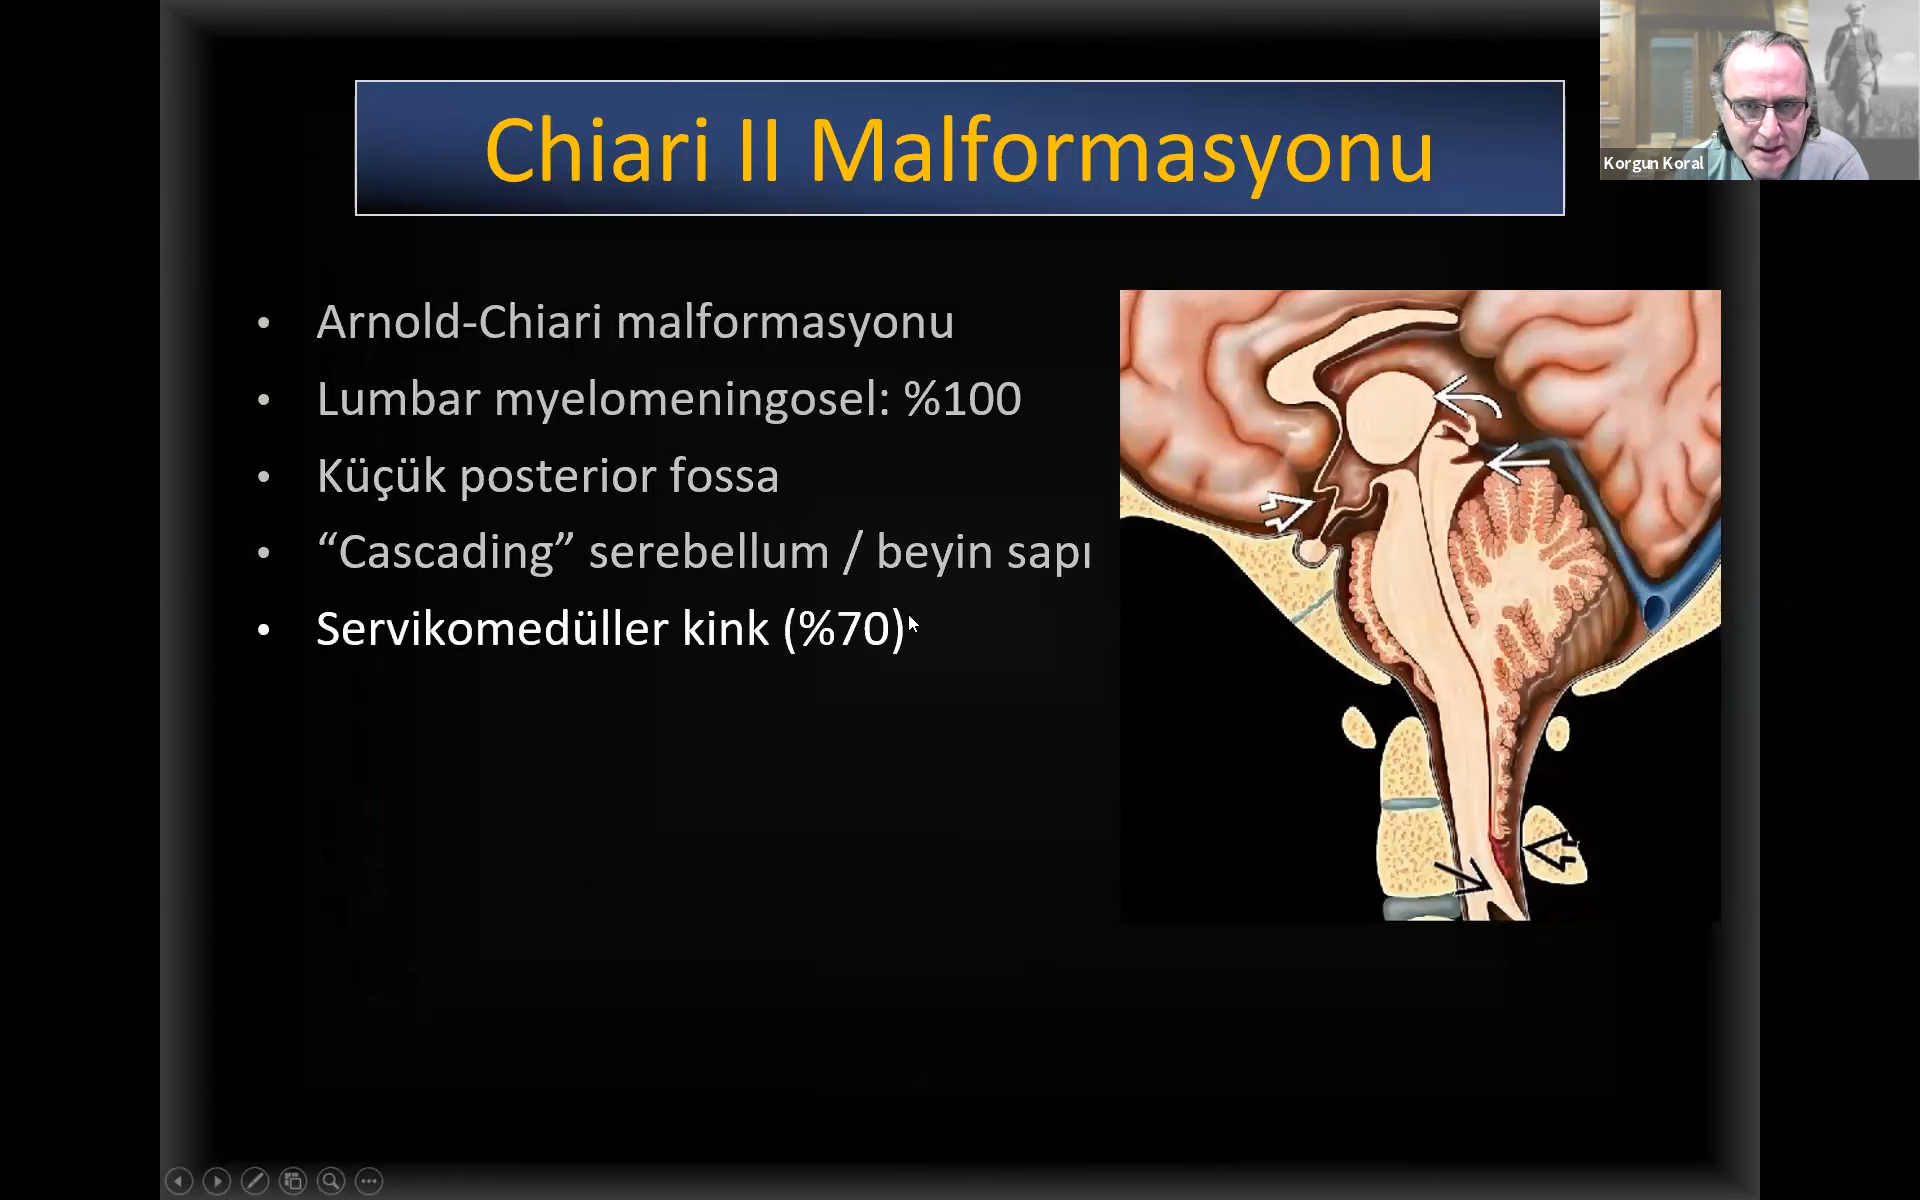 Chiari II Malformasyonu
Korgun Koral
• Arnold-Chiari malformasyonu
• Lumbar myelomeningosel: %100
• Küçük posterior fossa
• “Cascading” serebellum / beyin sapı
• Servikomedüller kink (%70)